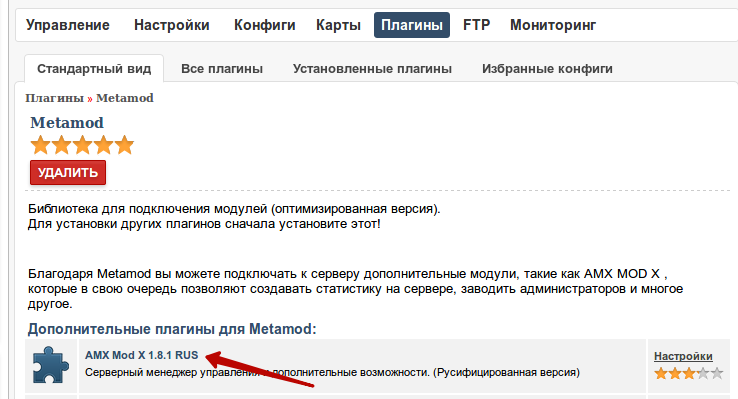 Управление Настройки Конфиги Карты Плагины FTP Мониторинг
Стандартный вид Все плагины Установленные плагины Избранные конфиги
Плагины » Metamod
Metamod
УДАЛИТЬ
Библиотека для подключения модулей (оптимизированная версия).
Для установки других плагинов сначала установите этот!
Благодаря Metamod вы можете подключать к серверу дополнительные модули, такие как AMX MOD X ,
которые в свою очередь позволяют создавать статистику на сервере, заводить администраторов и многое
другое.
Дополнительные плагины для Metamod:
AMX Mod X 1.8.1 RUS
Настройки
Серверный менеджер управления дополнительные возможности. (Русифицированная версия)